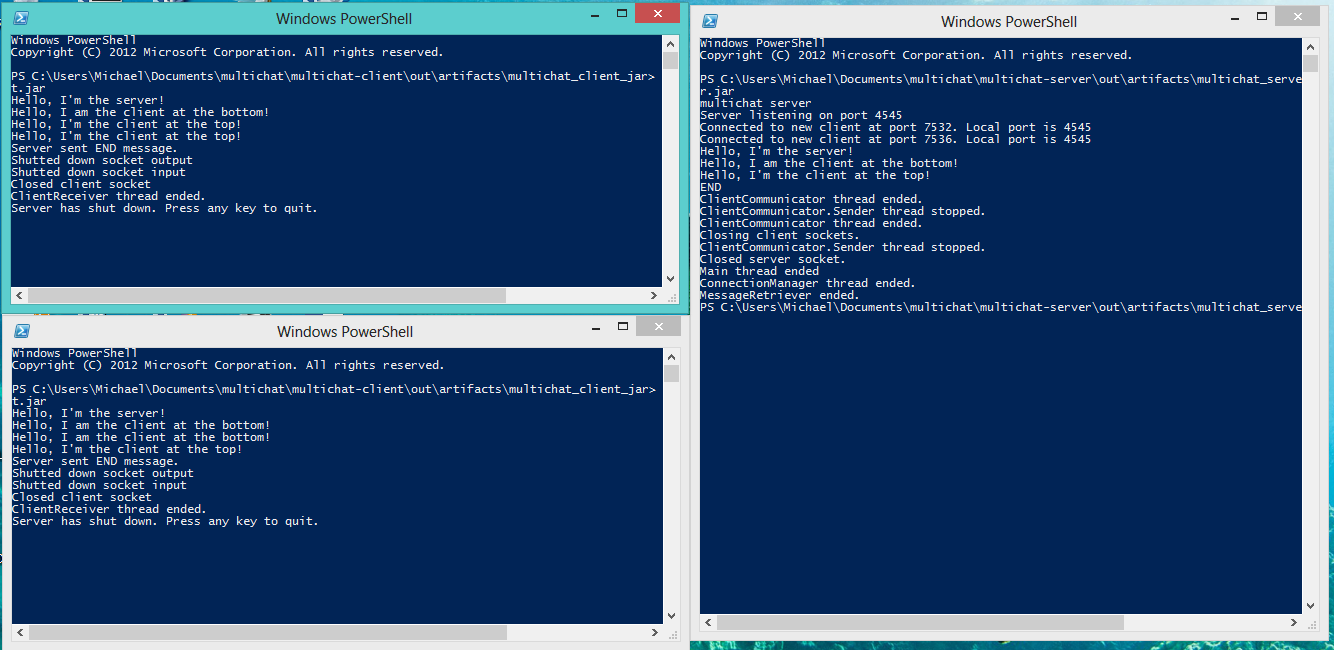 Windows PowerShell
Windows PowerShell
Copyright (C) 2012 Microsoft Corporation. All rights reserved.
PS C:\Users\Michael\Documents\multichat\multichat-client\out\artifacts\multichat_client_jar>
t.jar
Hello, I'm the server!
Hello, I am the client at the bottom!
Hello, I'm the client at the top!
Hello, I'm the client at the top!
Server sent END message.
Shutted down socket output
Shutted down socket input
Closed client socket
ClientReceiver thread ended.
Server has shut down. Press any key to quit.
Windows PowerShell
Windows PowerShell
Copyright (C) 2012 Microsoft Corporation. All rights reserved.
PS C:\Users\Michael\Documents\multichat\multichat-client\out\artifacts\multichat_client_jar>
t.jar
Hello, I'm the server!
Hello, I am the client at the bottom!
Hello, I am the client at the bottom!
Hello, I'm the client at the top!
Server sent END message.
Shutted down socket output
Shutted down socket input
Closed client socket
ClientReceiver thread ended.
Server has shut down. Press any key to quit.
Windows PowerShell
Windows PowerShell
Copyright (C) 2012 Microsoft Corporation. All rights reserved.
PS C:\Users\Michael\Documents\multichat\multichat-server\out\artifacts\multichat_serve
r.jar
multichat server
Server listening on port 4545
Connected to new client at port 7532. Local port is 4545
Connected to new client at port 7536. Local port is 4545
Hello, I'm the server!
Hello, I am the client at the bottom!
Hello, I'm the client at the top!
END
ClientCommunicator thread ended.
ClientCommunicator.Sender thread stopped.
ClientCommunicator thread ended.
Closing client sockets.
ClientCommunicator.Sender thread stopped.
Closed server socket.
Main thread ended
ConnectionManager thread ended.
MessageRetriever ended.
PS C:\Users\Michael\Documents\multichat\multichat-server\out\artifacts\multichat_serve